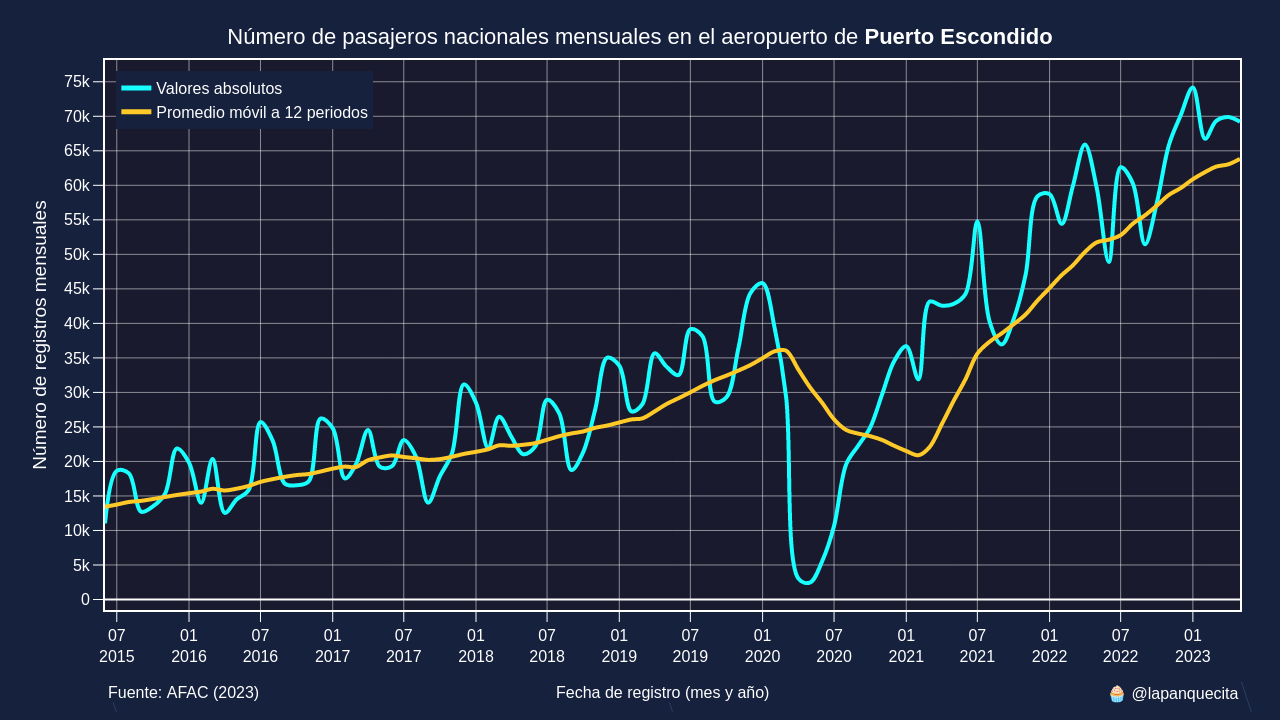 Número de pasajeros nacionales mensuales en el aeropuerto de Puerto Escondido
Valores absolutos
Promedio móvil a 12 periodos
Número de registros mensuales
75k
70k
65k
60k
55k
50k
45k
40k
35k
30k
25k
20k
15k
10k
5k
0
07 01 07 01 07 01 07 01 07 01 07 01 07 01 07 01
2015 2016 2016 2017 2017 2018 2018 2019 2019 2020 2020 2021 2021 2022 2022 2023
Fuente: AFAC (2023) Fecha de registro (mes y año) 🧁 @lapanquecita